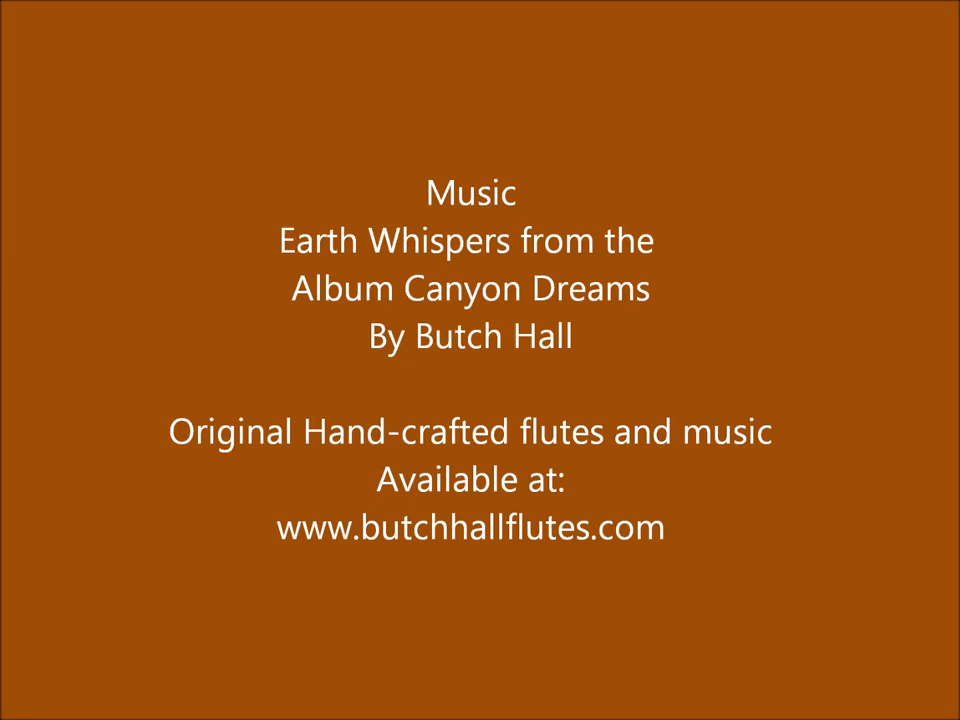 Music
Earth Whispers from the
Album Canyon Dreams
By Butch Hall
Original Hand-crafted flutes and music
Available at:
www.butchhallflutes.com